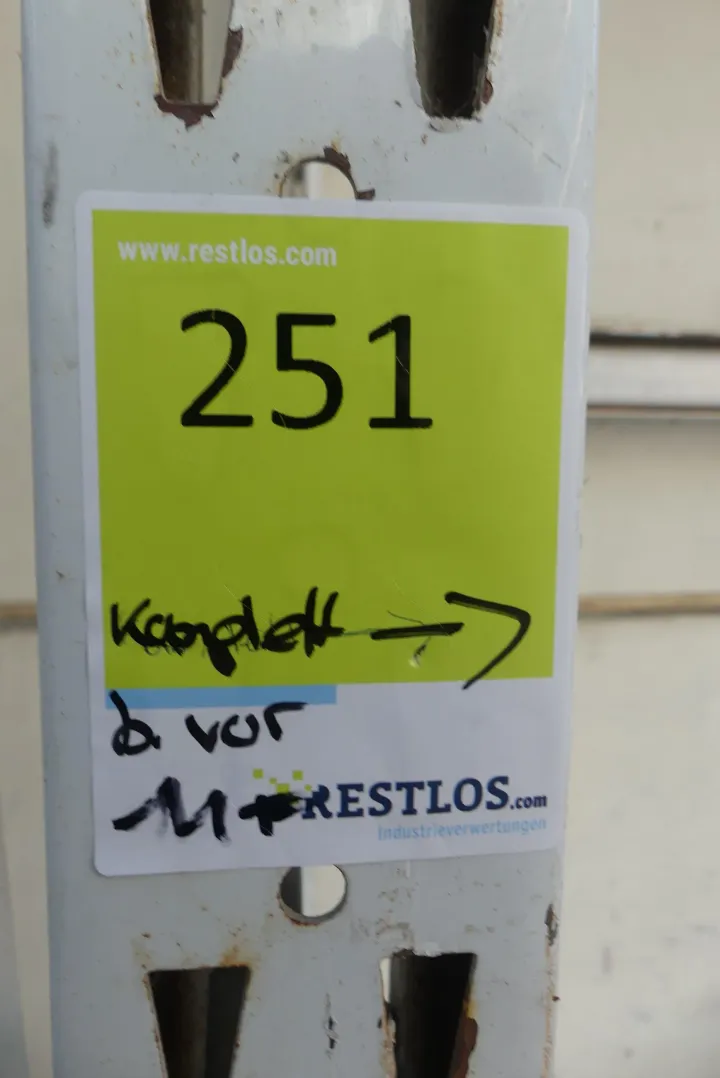 www.restlos.com
251
Komplett →
b. vor
RESTLOS.com
Industrieverwertungen